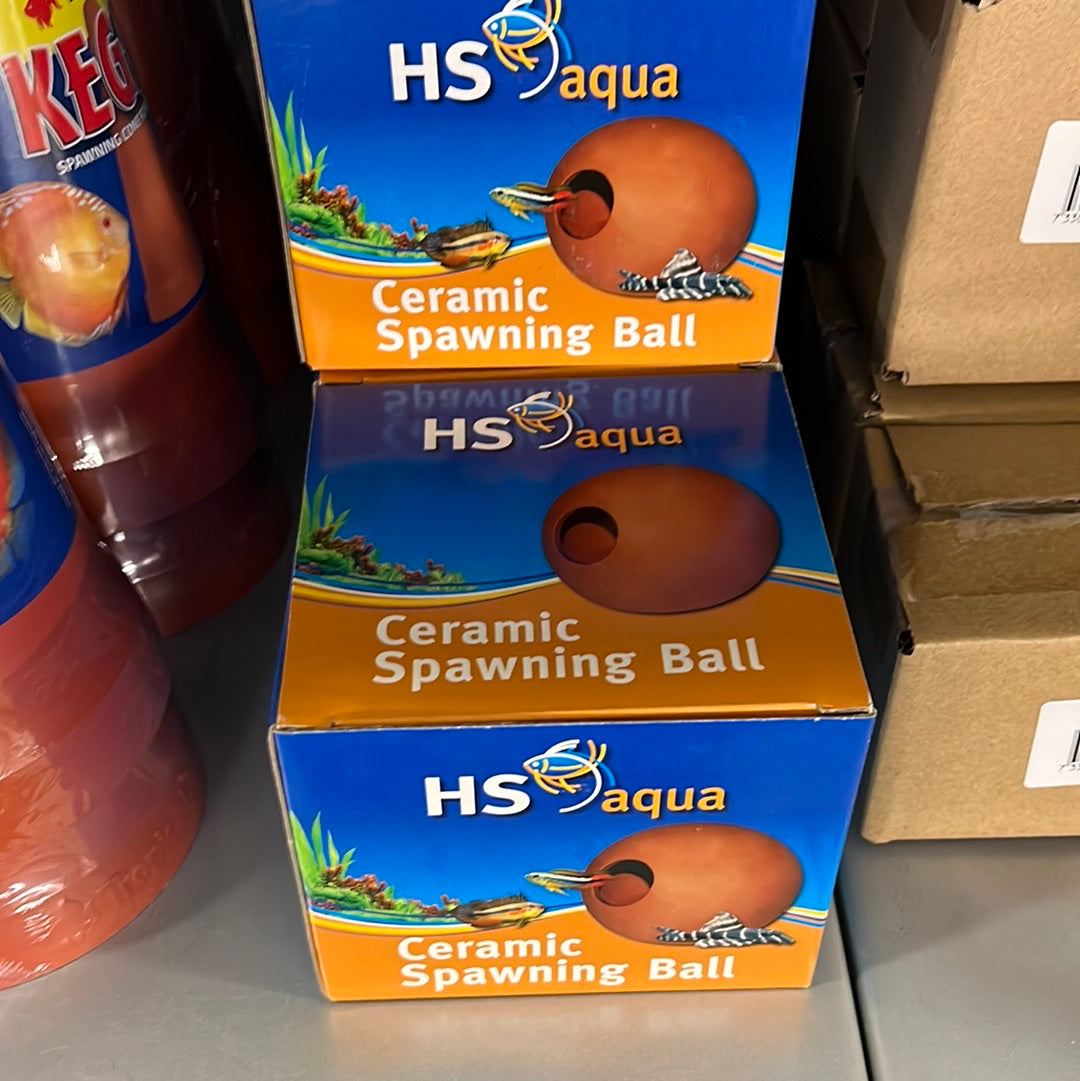 KEG
SPAWNING
HS aqua
Ceramic
Spawning Ball
HS aqua
Ceramic
Spawning Ball
HS aqua
Ceramic
Spawning Ball